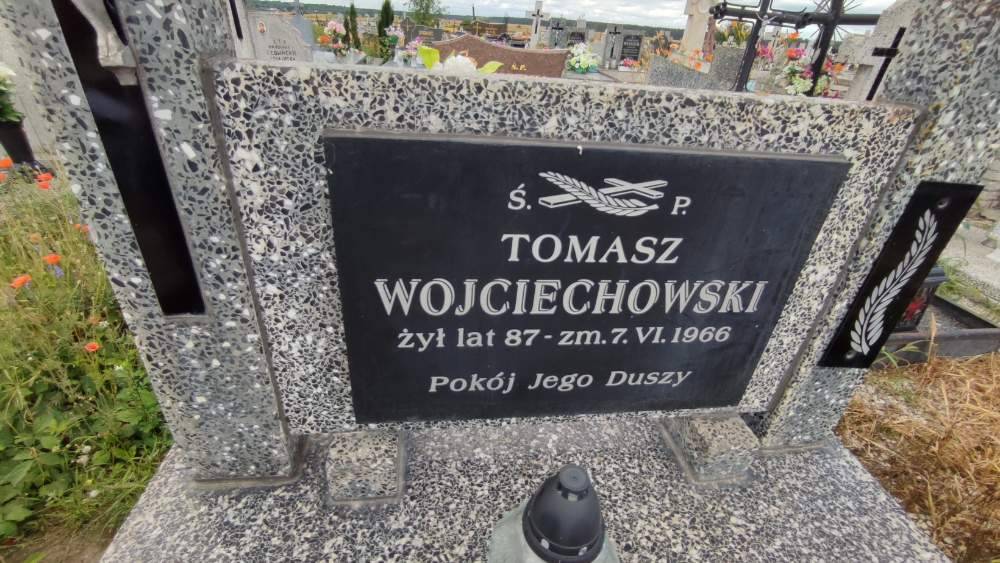 Ś. P.
TOMASZ
WOJCIECHOWSKI
żył lat 87 - zm. 7. VI. 1966
Pokój Jego Duszy